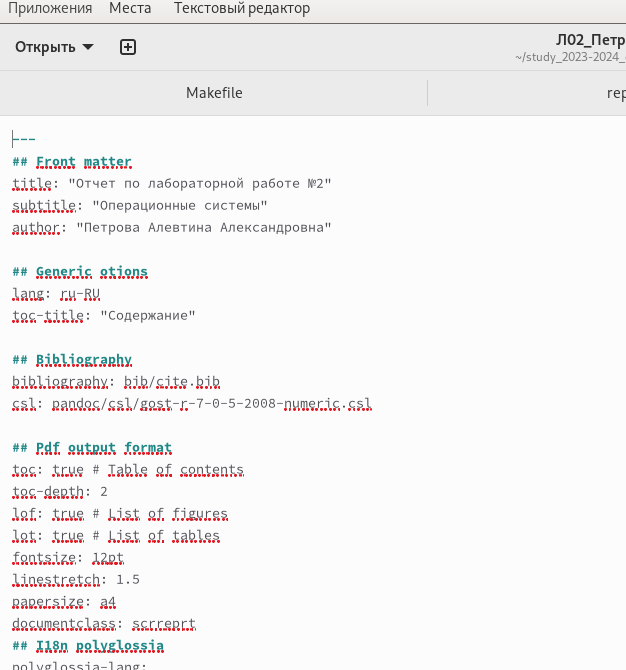 Приложения Места Текстовый редактор
Открыть Л02_Петр
~/study_2023-2024_
Makefile rep
---
## Front matter
title: "Отчет по лабораторной работе №2"
subtitle: "Операционные системы"
author: "Петрова Алевтина Александровна"
## Generic otions
lang: ru-RU
toc-title: "Содержание"
## Bibliography
bibliography: bib/cite.bib
csl: pandoc/csl/gost-r-7-0-5-2008-numeric.csl
## Pdf output format
toc: true # Table of contents
toc-depth: 2
lof: true # List of figures
lot: true # List of tables
fontsize: 12pt
linestretch: 1.5
papersize: a4
documentclass: scrreprt
## I18n polyglossia
polyglossia-lang: